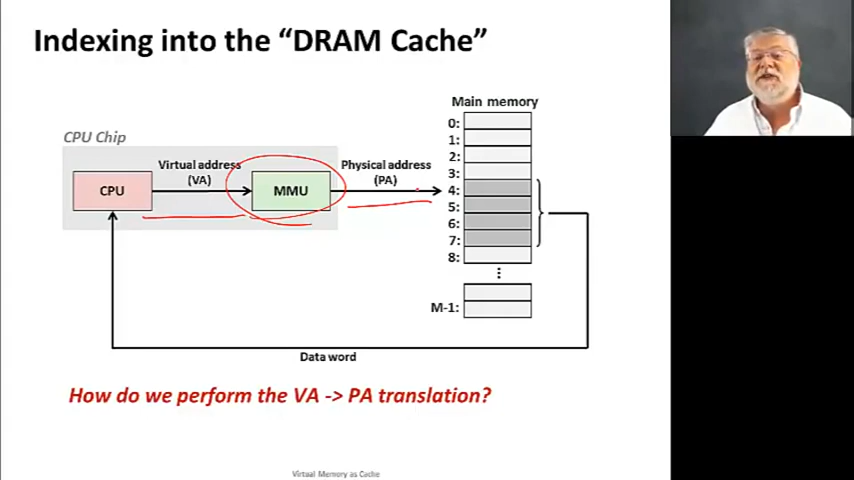 Indexing into the “DRAM Cache”
Main memory
CPU Chip
Virtual address
(VA)
Physical address
(PA)
CPU
MMU
0:
1:
2:
3:
4:
5:
6:
7:
8:
M-1:
Data word
How do we perform the VA -> PA translation?
Virtual Memory as Cache